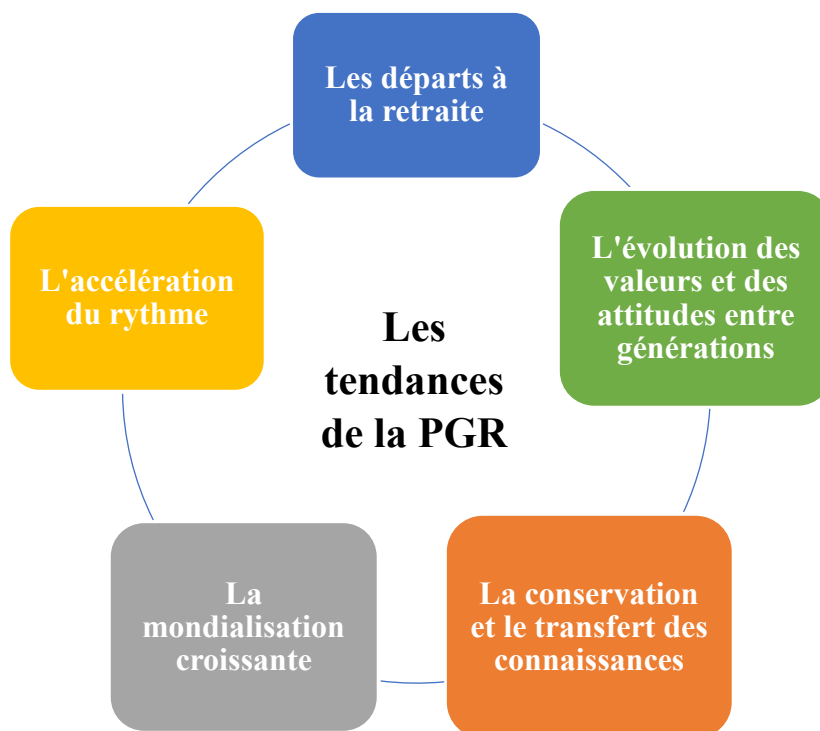 Les départs à
la retraite
L'évolution des
valeurs et des
attitudes entre
générations
La conservation
et le transfert des
connaissances
La
mondialisation
croissante
L'accélération
du rythme
Les
tendances
de la PGR